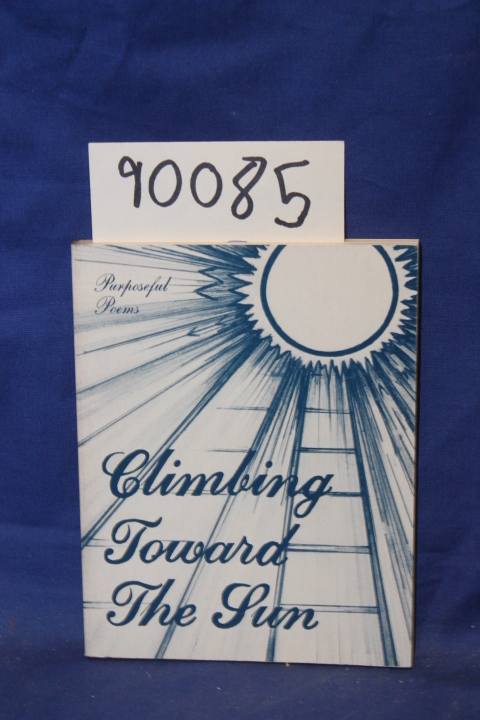 90085
Purposeful
Poems
Climbing
Toward
The Sun